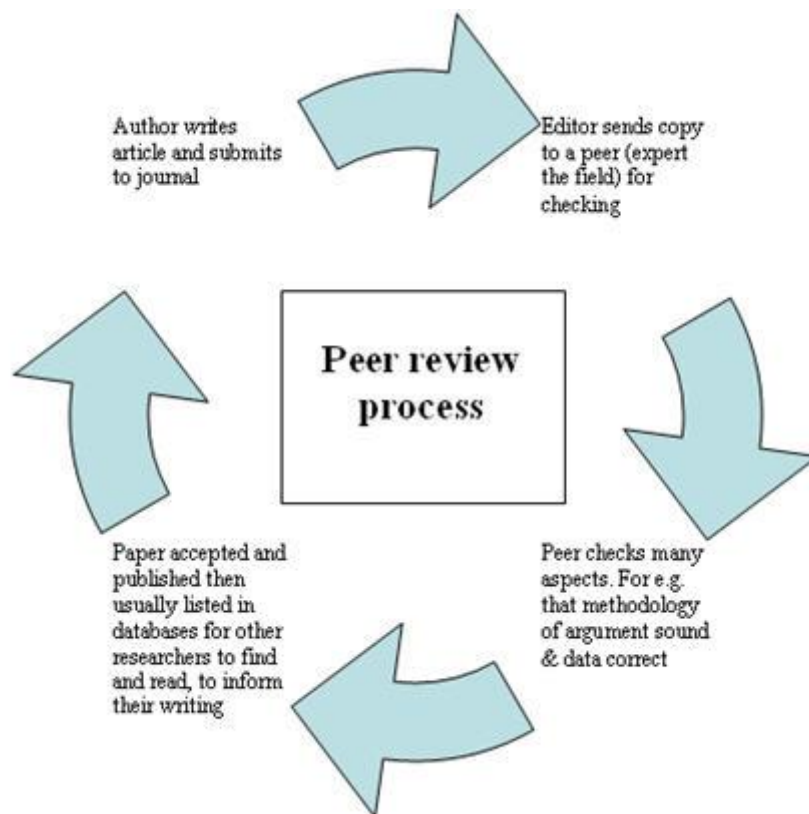 Author writes
article and submits
to journal
Editor sends copy
to a peer (expert
the field) for
checking
Peer review
process
Paper accepted and
published then
usually listed in
databases for other
researchers to find
and read, to inform
their writing
Peer checks many
aspects. For e.g.
that methodology
of argument sound
& data correct